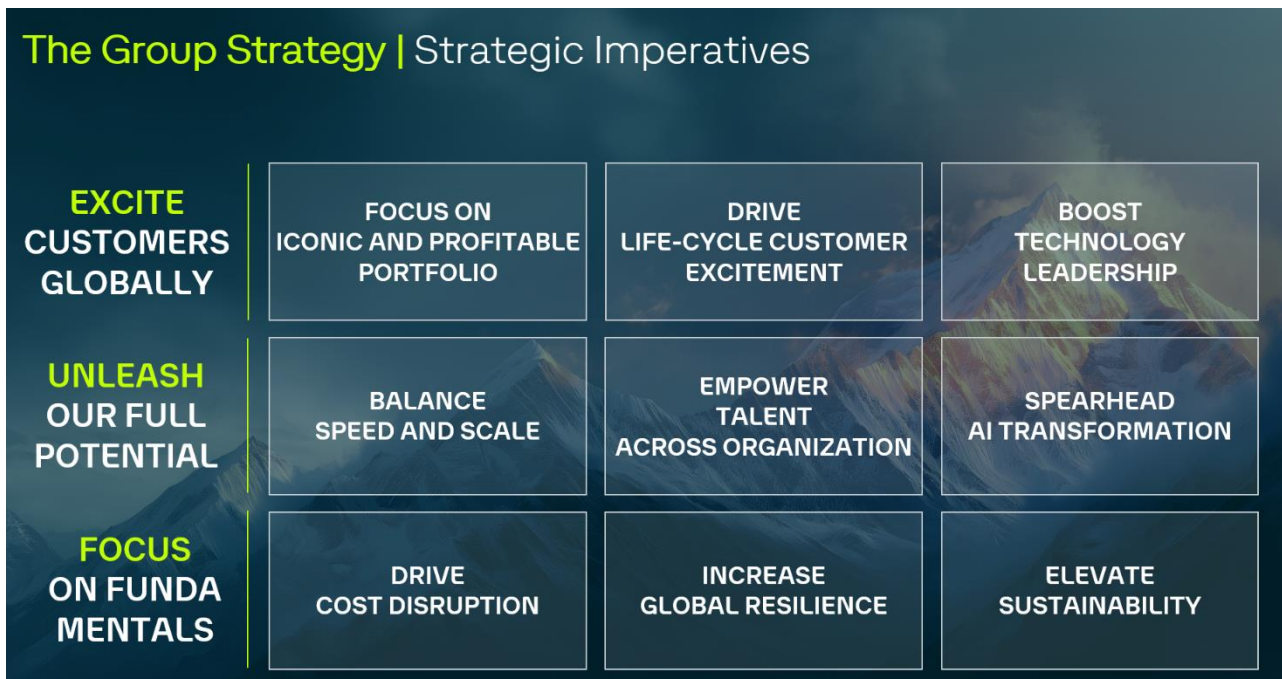 The Group Strategy | Strategic Imperatives
EXCITE
CUSTOMERS
GLOBALLY
FOCUS ON
ICONIC AND PROFITABLE
PORTFOLIO
DRIVE
LIFE-CYCLE CUSTOMER
EXCITEMENT
BOOST
TECHNOLOGY
LEADERSHIP
UNLEASH
OUR FULL
POTENTIAL
BALANCE
SPEED AND SCALE
EMPOWER
TALENT
ACROSS ORGANIZATION
SPEARHEAD
AI TRANSFORMATION
FOCUS
ON FUNDA
MENTALS
DRIVE
COST DISRUPTION
INCREASE
GLOBAL RESILIENCE
ELEVATE
SUSTAINABILITY